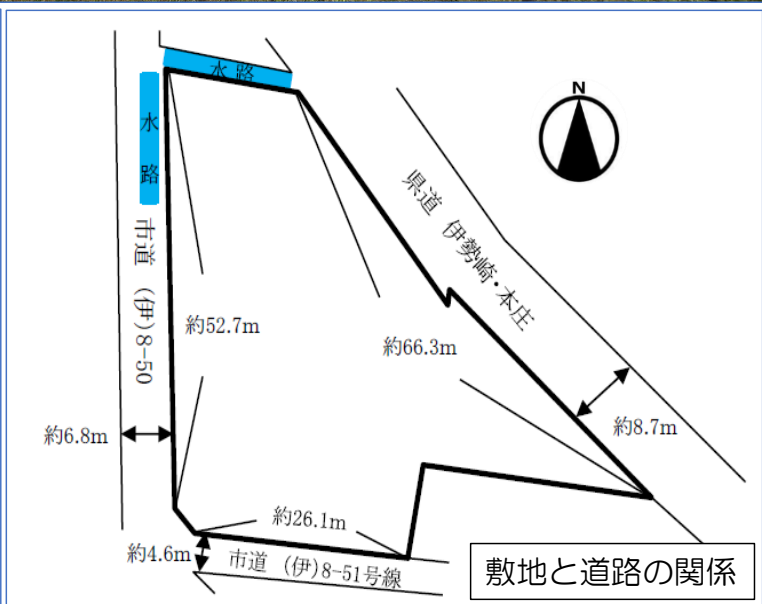 N
水路
水路
市道 (伊)8-50
県道 伊勢崎・本庄
約52.7m
約66.3m
約8.7m
約6.8m
約26.1m
約4.6m
市道 (伊)8-51号線
敷地と道路の関係